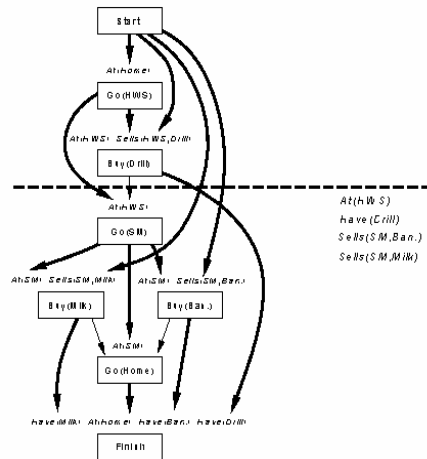 Start
At(Home)
Go(HWS)
At(HWS) Sells(HWS,Drill)
Buy(Drill)
At(HWS)
At(HWS)
Have(Drill)
Go(SM)
Sells(SM,Ban.)
Sells(SM,Milk)
At(SM) Sells(SM,Milk) At(SM) Sells(SM,Ban.)
Buy(Milk) Buy(Ban.)
At(SM)
Go(Home)
Have(Milk) At(Home) Have(Ban.) Have(Drill)
Finish